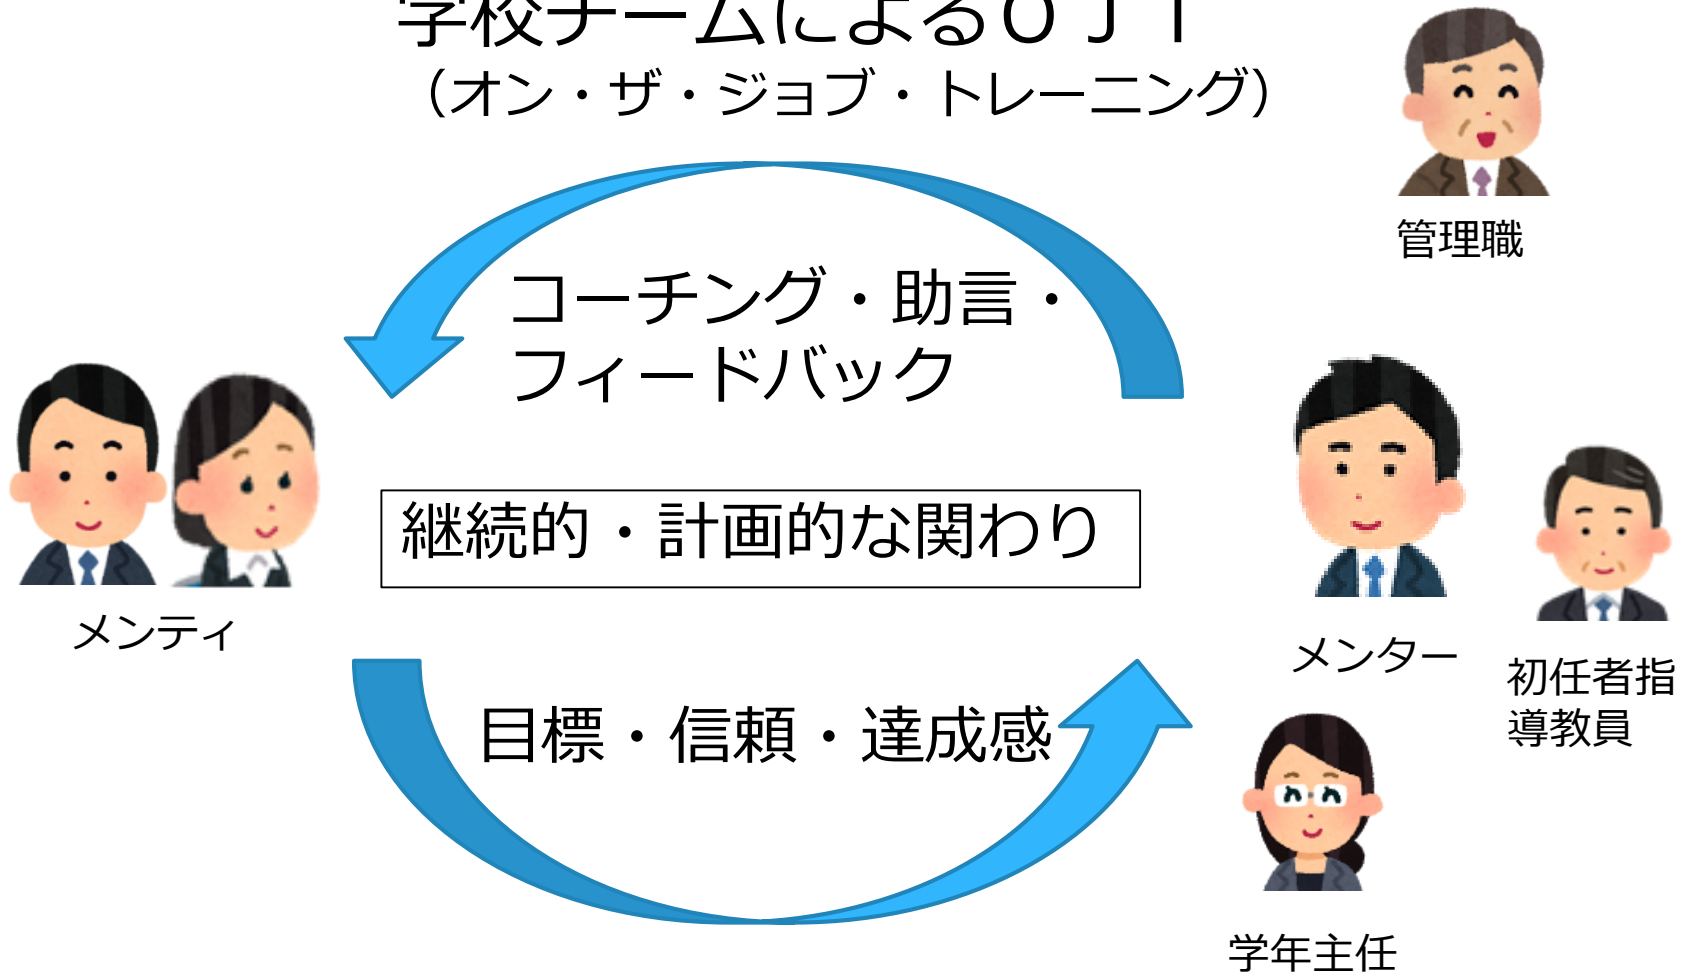 学校チームによるＯＪＴ
（オン・ザ・ジョブ・トレーニング）
管理職
コーチング・助言・
フィードバック
継続的・計画的な関わり
メンティ
メンター
初任者指
導教員
目標・信頼・達成感
学年主任